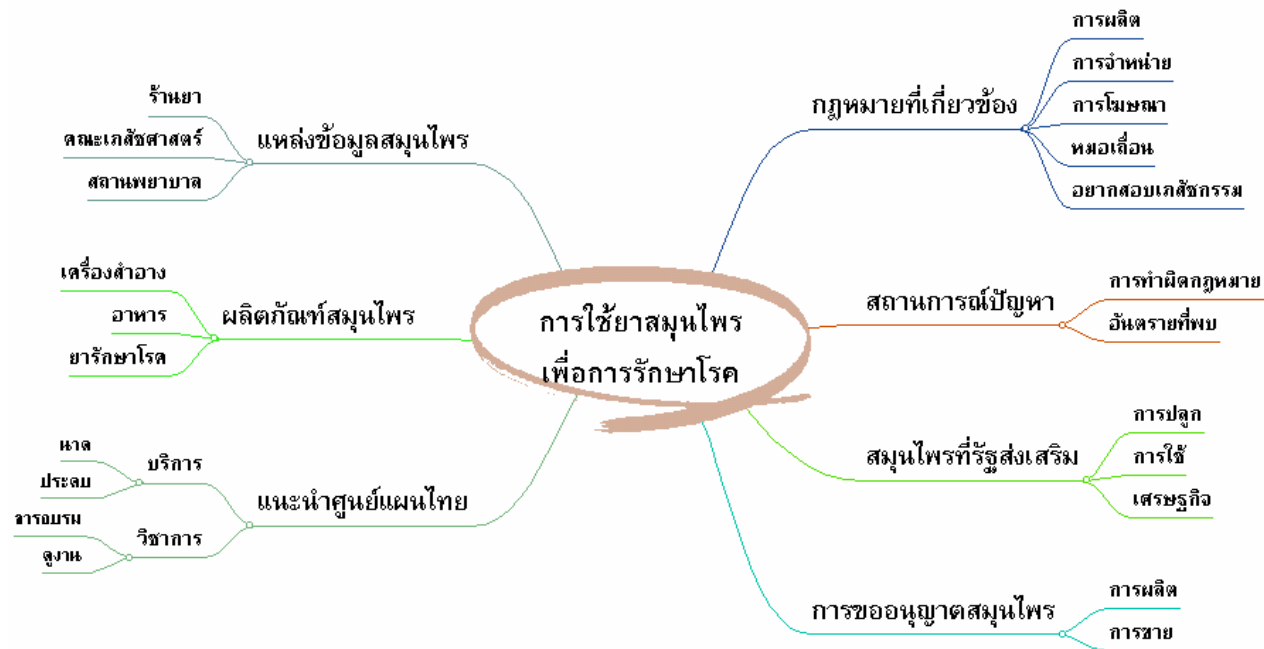 การใช้ยาสมุนไพร
เพื่อการรักษาโรค
กฎหมายที่เกี่ยวข้อง
การผลิต
การจำหน่าย
การโฆษณา
หมอเถื่อน
อยากสอบเภสัชกรรม
สถานการณ์ปัญหา
การทำผิดกฎหมาย
อันตรายที่พบ
สมุนไพรที่รัฐส่งเสริม
การปลูก
การใช้
เศรษฐกิจ
การขออนุญาตสมุนไพร
การผลิต
การขาย
แหล่งข้อมูลสมุนไพร
ร้านยา
คณะเภสัชศาสตร์
สถานพยาบาล
ผลิตภัณฑ์สมุนไพร
เครื่องสำอาง
อาหาร
ยารักษาโรค
แนะนำศูนย์แผนไทย
บริการ
นวด
ประคบ
วิชาการ
จารอบรม
ดูงาน